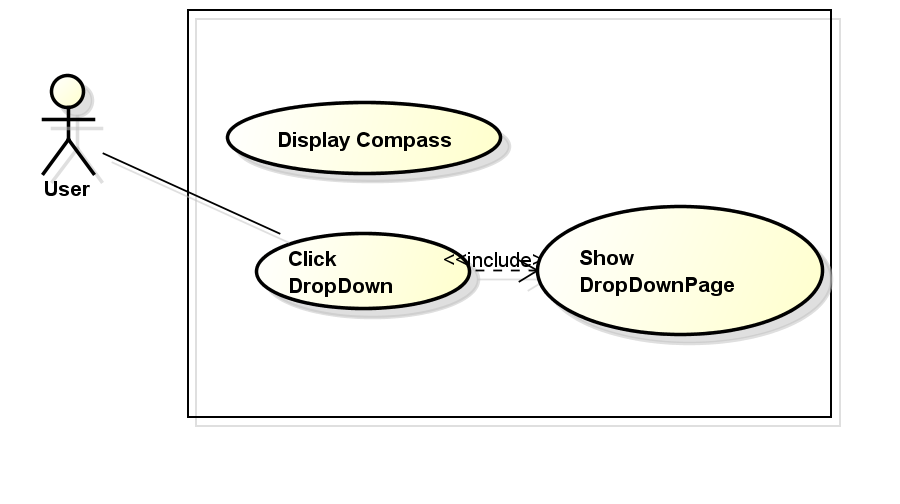 Display Compass
User
Click
DropDown
<<include>
Show
DropDownPage